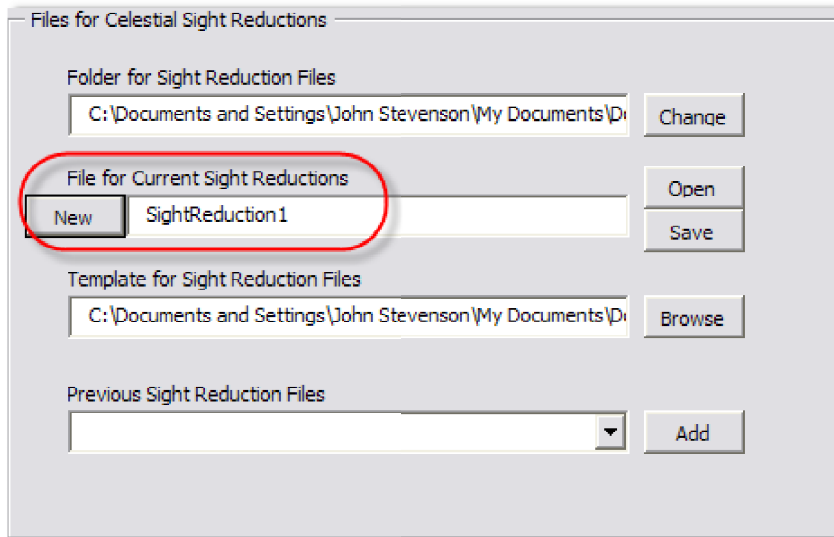 Files for Celestial Sight Reductions
Folder for Sight Reduction Files
C:\Documents and Settings\John Stevenson\My Documents\D
Change
File for Current Sight Reductions
New
SightReduction1
Open
Save
Template for Sight Reduction Files
C:\Documents and Settings\John Stevenson\My Documents\D
Browse
Previous Sight Reduction Files
Add